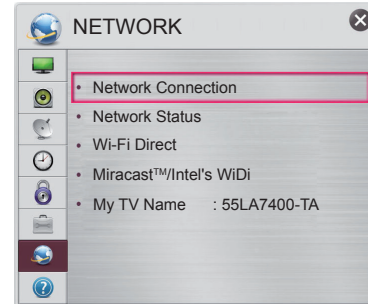 NETWORK
• Network Connection
• Network Status
• Wi-Fi Direct
• Miracast™/Intel's WiDi
• My TV Name : 55LA7400-TA